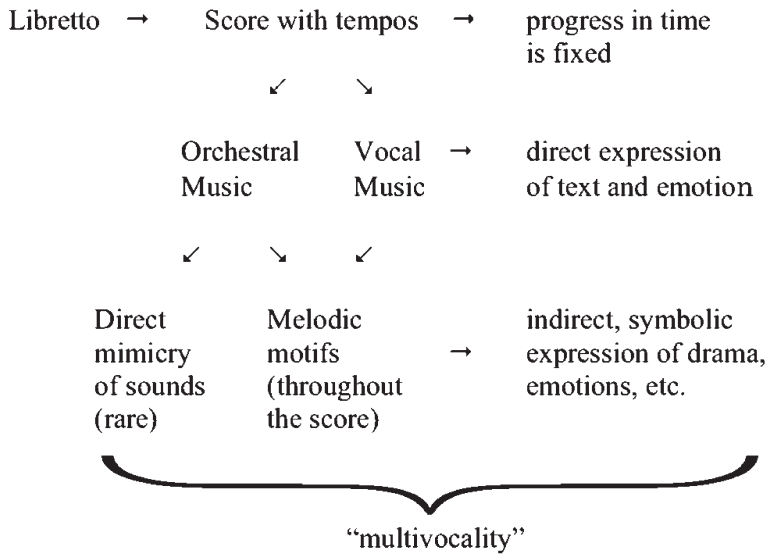 Libretto → Score with tempos → progress in time
is fixed
↙ ↘
Orchestral Vocal → direct expression
Music Music of text and emotion
↙ ↘ ↙
Direct Melodic indirect, symbolic
mimicry motifs → expression of drama,
of sounds (throughout emotions, etc.
(rare) the score)
“multivocality”